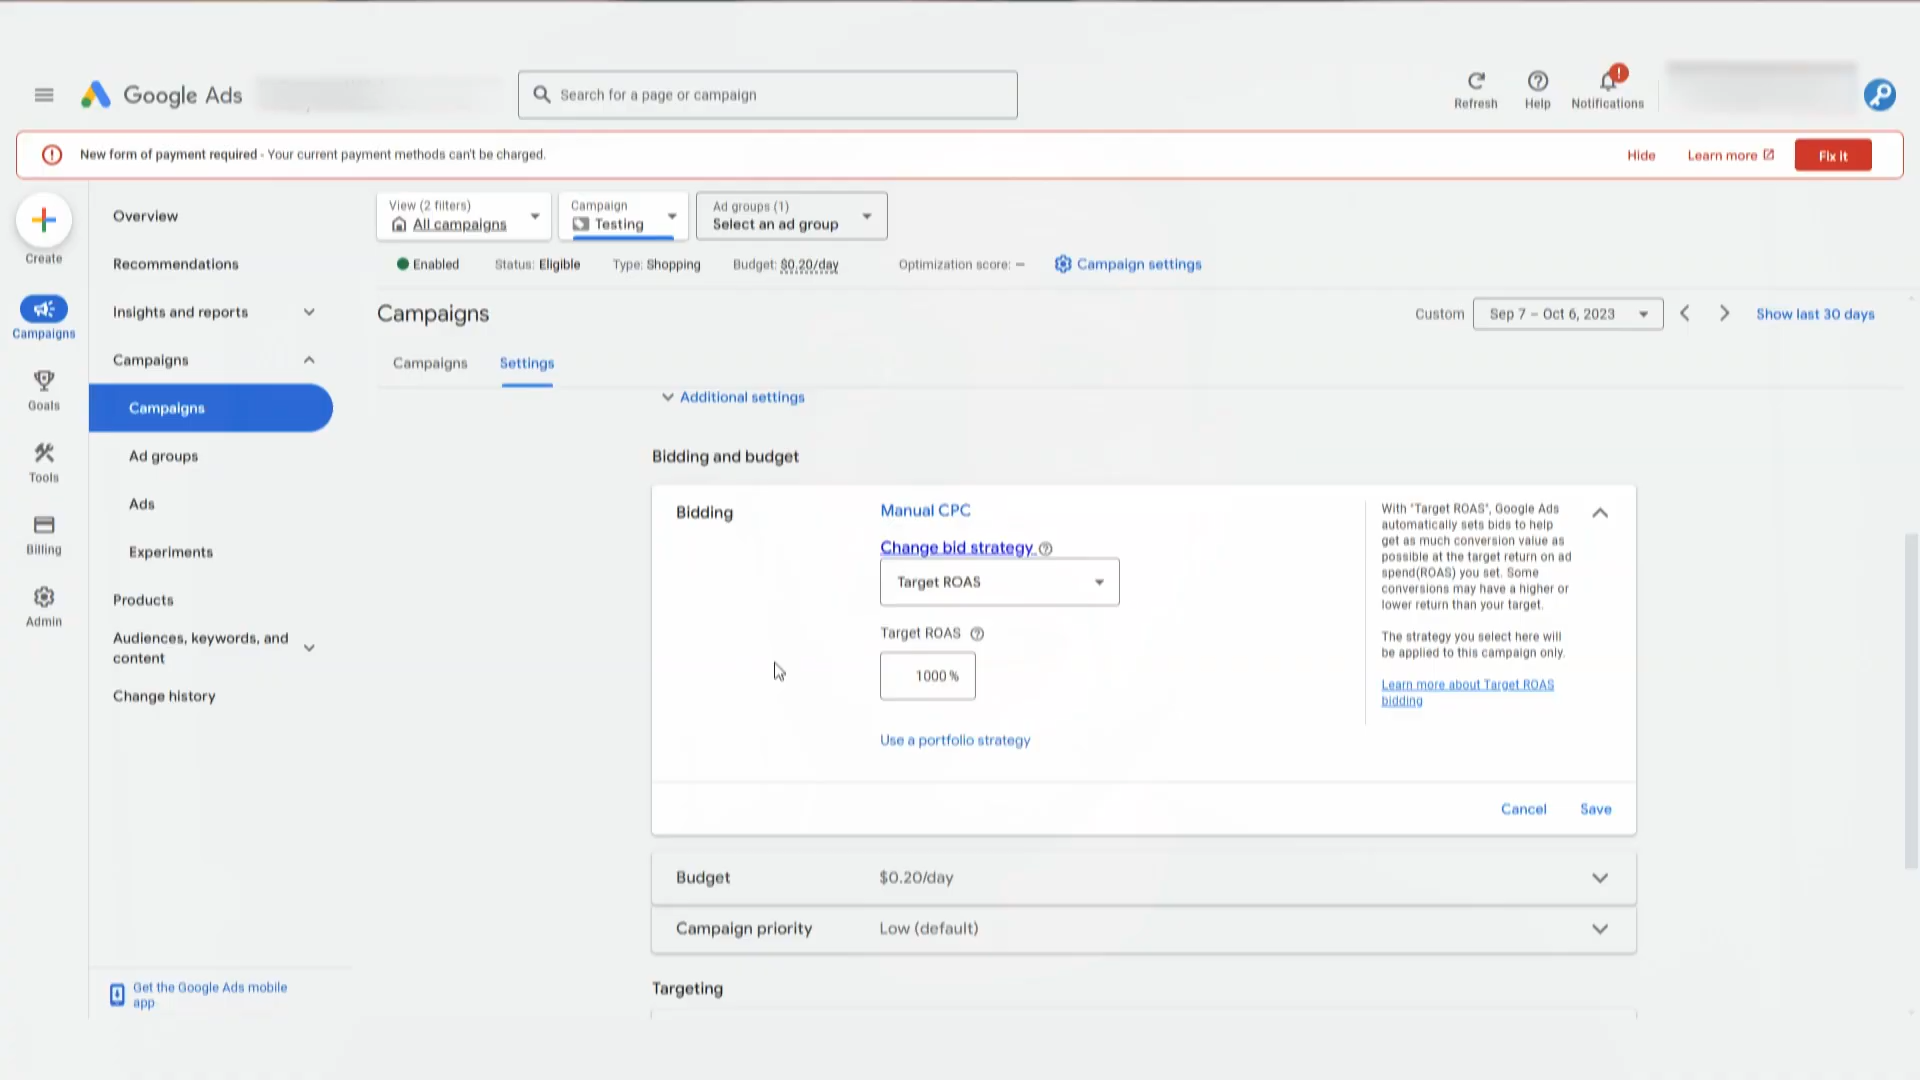 Google Ads
Search for a page or campaign
Refresh
Help
!
Notifications
New form of payment required - Your current payment methods can't be charged.
Hide
Learn more
Fix it
Create
Campaigns
Goals
Tools
Billing
Admin
Overview
Recommendations
Insights and reports
Campaigns
Campaigns
Ad groups
Ads
Experiments
Products
Audiences, keywords, and
content
Change history
Get the Google Ads mobile
app
View (2 filters)
All campaigns
Campaign
Testing
Ad groups (1)
Select an ad group
Enabled
Status: Eligible
Type: Shopping
Budget: $0.20/day
Optimization score: –
Campaign settings
Campaigns
Custom
Sep 7 – Oct 6, 2023
Show last 30 days
Campaigns
Settings
Additional settings
Bidding and budget
Bidding
Manual CPC
Change bid strategy
Target ROAS
Target ROAS
1000 %
Use a portfolio strategy
With "Target ROAS", Google Ads
automatically sets bids to help
get as much conversion value as
possible at the target return on ad
spend(ROAS) you set. Some
conversions may have a higher or
lower return than your target.
The strategy you select here will
be applied to this campaign only.
Learn more about Target ROAS
bidding
Cancel
Save
Budget
$0.20/day
Campaign priority
Low (default)
Targeting